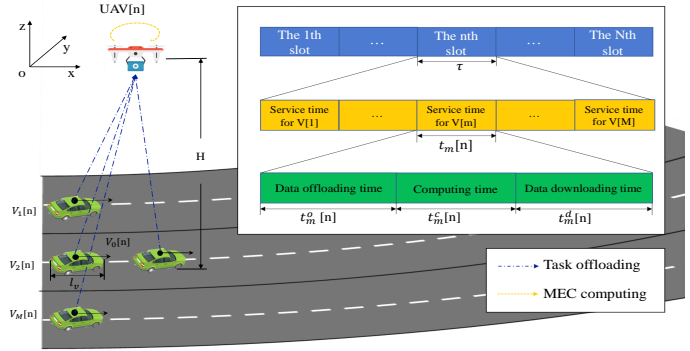 UAV[n]
z
y
x
o
The 1th
slot
...
The nth
slot
...
The Nth
slot
τ
Service time
for V[1]
...
Service time
for V[m]
...
Service time
for V[M]
t_m[n]
Data offloading time
Computing time
Data downloading time
t_m^o[n]
t_m^c[n]
t_m^d[n]
H
V_1[n]
V_0[n]
V_2[n]
l_v
V_M[n]
Task offloading
MEC computing